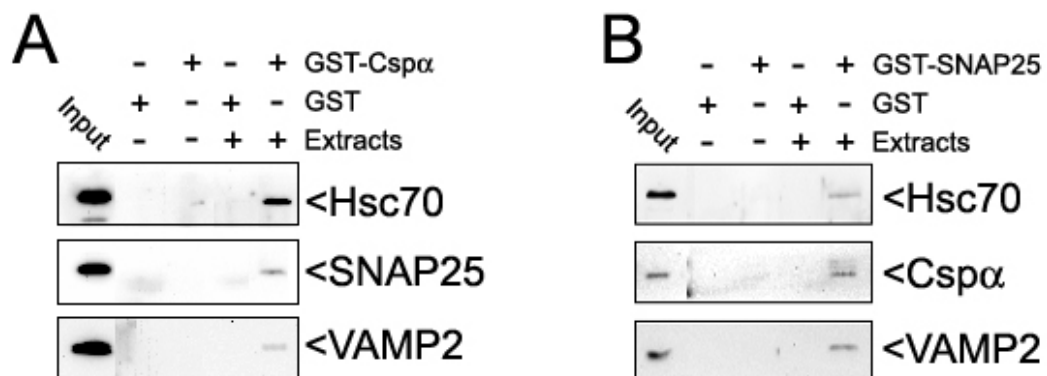 A
- + - + GST-Cspα
Input + - + - GST
- - + + Extracts
<Hsc70
<SNAP25
<VAMP2
B
- + - + GST-SNAP25
Input + - + - GST
- - + + Extracts
<Hsc70
<Cspα
<VAMP2